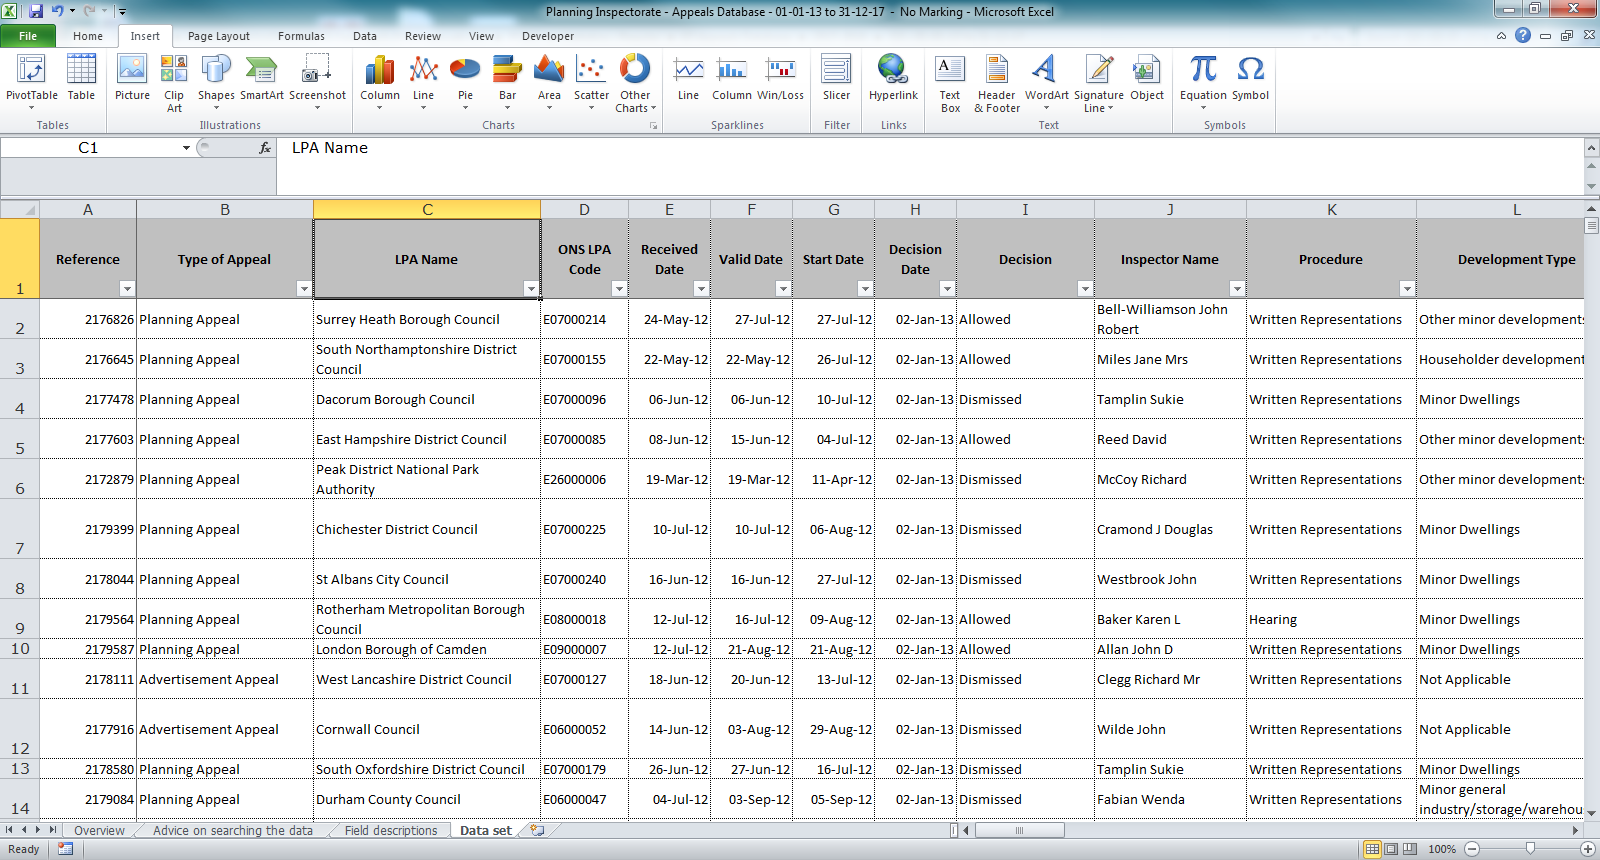 Planning Inspectorate - Appeals Database - 01-01-13 to 31-12-17 - No Marking - Microsoft Excel
File Home Insert Page Layout Formulas Data Review View Developer
PivotTable Table Picture Clip Art Shapes SmartArt Screenshot Column Line Pie Bar Area Scatter Other Charts Line Column Win/Loss Slicer Hyperlink Text Box Header & Footer WordArt Signature Line Object Equation Symbol
Tables Illustrations Charts Sparklines Filter Links Text Symbols
C1 fx LPA Name
A B C D E F G H I J K L
1 Reference Type of Appeal LPA Name ONS LPA Code Received Date Valid Date Start Date Decision Date Decision Inspector Name Procedure Development Type
2 2176826 Planning Appeal Surrey Heath Borough Council E07000214 24-May-12 27-Jul-12 27-Jul-12 02-Jan-13 Allowed Bell-Williamson John Robert Written Representations Other minor developments
3 2176645 Planning Appeal South Northamptonshire District Council E07000155 22-May-12 22-May-12 26-Jul-12 02-Jan-13 Allowed Miles Jane Mrs Written Representations Householder development
4 2177478 Planning Appeal Dacorum Borough Council E07000096 06-Jun-12 06-Jun-12 10-Jul-12 02-Jan-13 Dismissed Tamplin Sukie Written Representations Minor Dwellings
5 2177603 Planning Appeal East Hampshire District Council E07000085 08-Jun-12 15-Jun-12 04-Jul-12 02-Jan-13 Allowed Reed David Written Representations Other minor developments
6 2172879 Planning Appeal Peak District National Park Authority E26000006 19-Mar-12 19-Mar-12 11-Apr-12 02-Jan-13 Dismissed McCoy Richard Written Representations Other minor developments
7 2179399 Planning Appeal Chichester District Council E07000225 10-Jul-12 10-Jul-12 06-Aug-12 02-Jan-13 Dismissed Cramond J Douglas Written Representations Minor Dwellings
8 2178044 Planning Appeal St Albans City Council E07000240 16-Jun-12 16-Jun-12 27-Jul-12 02-Jan-13 Dismissed Westbrook John Written Representations Minor Dwellings
9 2179564 Planning Appeal Rotherham Metropolitan Borough Council E08000018 12-Jul-12 16-Jul-12 09-Aug-12 02-Jan-13 Allowed Baker Karen L Hearing Minor Dwellings
10 2179587 Planning Appeal London Borough of Camden E09000007 12-Jul-12 21-Aug-12 21-Aug-12 02-Jan-13 Allowed Allan John D Written Representations Minor Dwellings
11 2178111 Advertisement Appeal West Lancashire District Council E07000127 18-Jun-12 20-Jun-12 13-Jul-12 02-Jan-13 Dismissed Clegg Richard Mr Written Representations Not Applicable
12 2177916 Advertisement Appeal Cornwall Council E06000052 14-Jun-12 03-Aug-12 29-Aug-12 02-Jan-13 Dismissed Wilde John Written Representations Not Applicable
13 2178580 Planning Appeal South Oxfordshire District Council E07000179 26-Jun-12 27-Jun-12 16-Jul-12 02-Jan-13 Dismissed Tamplin Sukie Written Representations Minor Dwellings
14 2179084 Planning Appeal Durham County Council E06000047 04-Jul-12 03-Sep-12 05-Sep-12 02-Jan-13 Dismissed Fabian Wenda Written Representations Minor general industry/storage/warehou
Overview Advice on searching the data Field descriptions Data set
Ready 100%